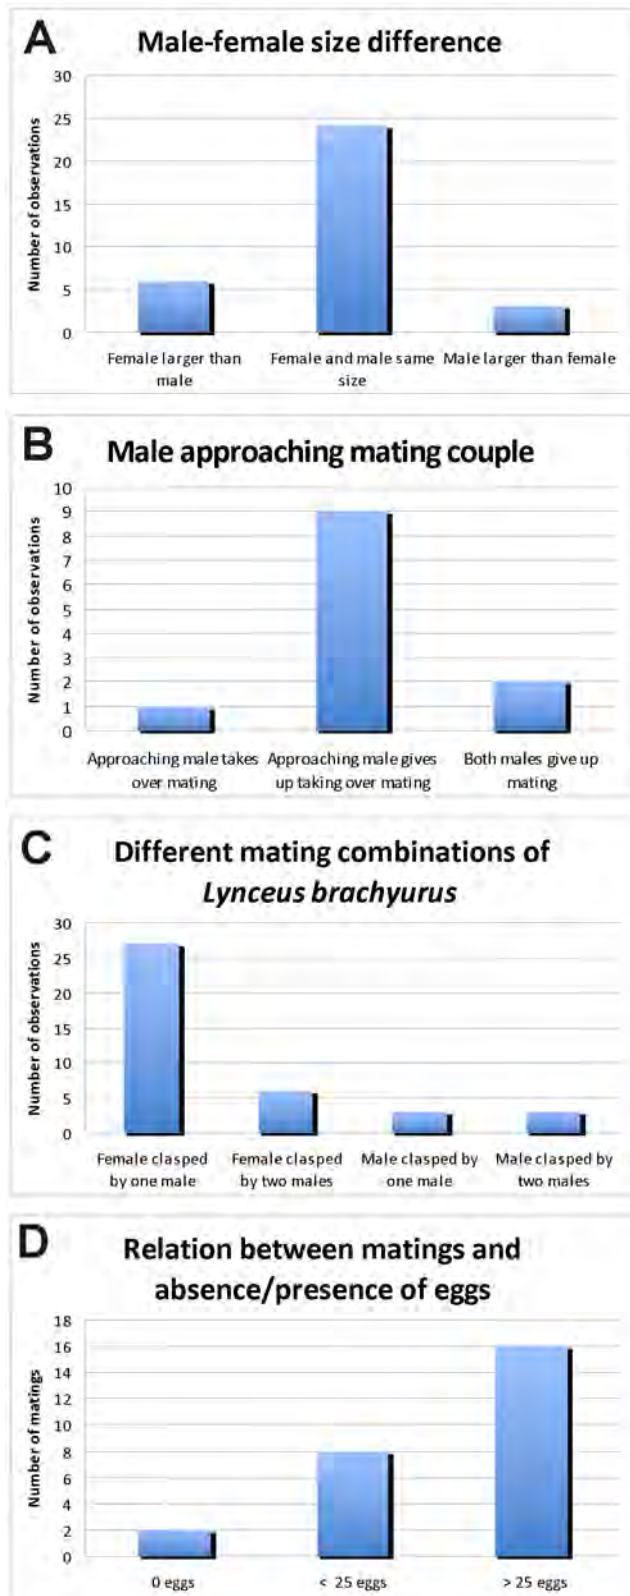 A Male-female size difference
30
25
20
15
10
5
0
Number of observations
Female larger than Female and male same Male larger than female
male size
B Male approaching mating couple
10
9
8
7
6
5
4
3
2
1
0
Number of observations
Approaching male takes Approaching male gives Both males give up
over mating up taking over mating mating
C Different mating combinations of
Lynceus brachyurus
30
25
20
15
10
5
0
Number of observations
Female clasped Female clasped Male clasped by Male clasped by
by one male by two males one male two males
D Relation between matings and
absence/presence of eggs
18
16
14
12
10
8
6
4
2
0
Number of matings
0 eggs < 25 eggs > 25 eggs